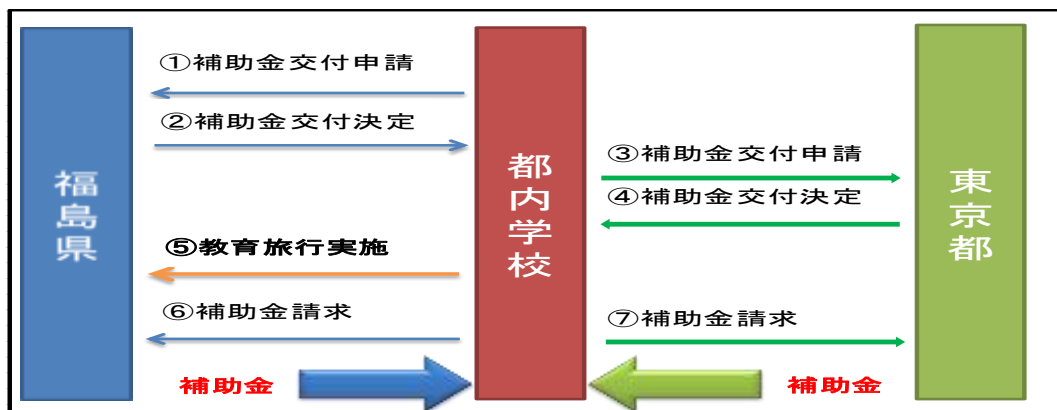 ①補助金交付申請
②補助金交付決定
③補助金交付申請
④補助金交付決定
⑤教育旅行実施
⑥補助金請求
⑦補助金請求
補助金
補助金
福島県
都内学校
東京都